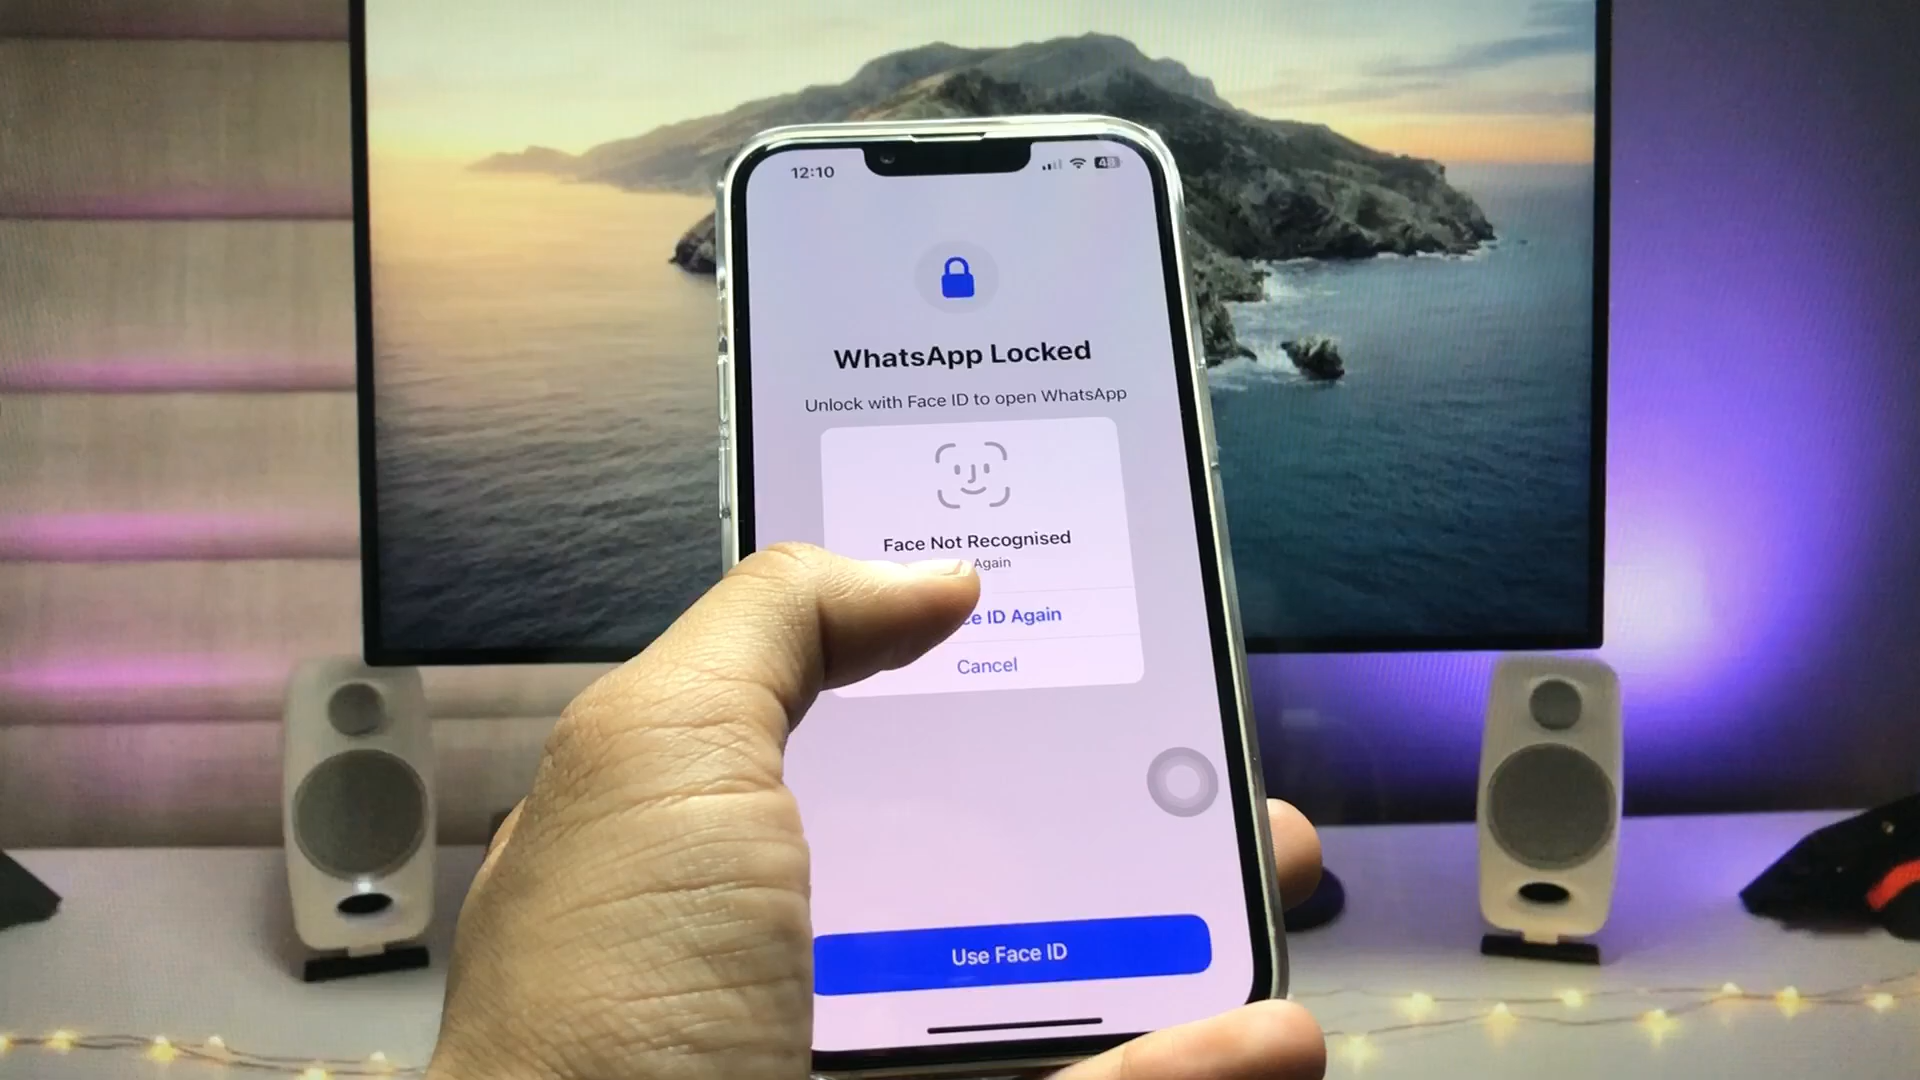 12:10
48
WhatsApp Locked
Unlock with Face ID to open WhatsApp
Face Not Recognised
Again
ID Again
Cancel
Use Face ID